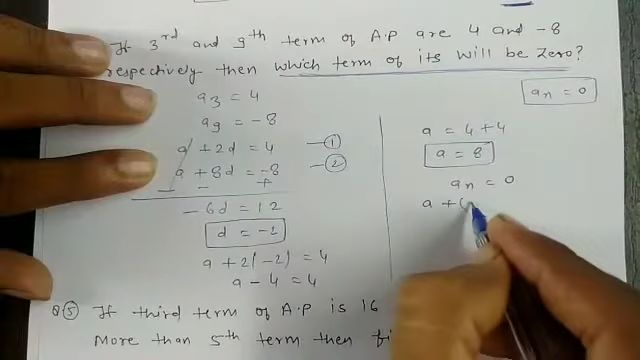 If 3rd and 9th term of A.P are 4 and -8
respectively then which term of its will be zero?
an = 0
a3 = 4
a9 = -8
a + 2d = 4 — ①
a + 8d = -8 — ②
— — +
- 6d = 12
d = -2
a + 2(-2) = 4
a - 4 = 4
a = 4 + 4
a = 8
an = 0
a + (
Q⑤ If third term of A.P is 16
More than 5th term then